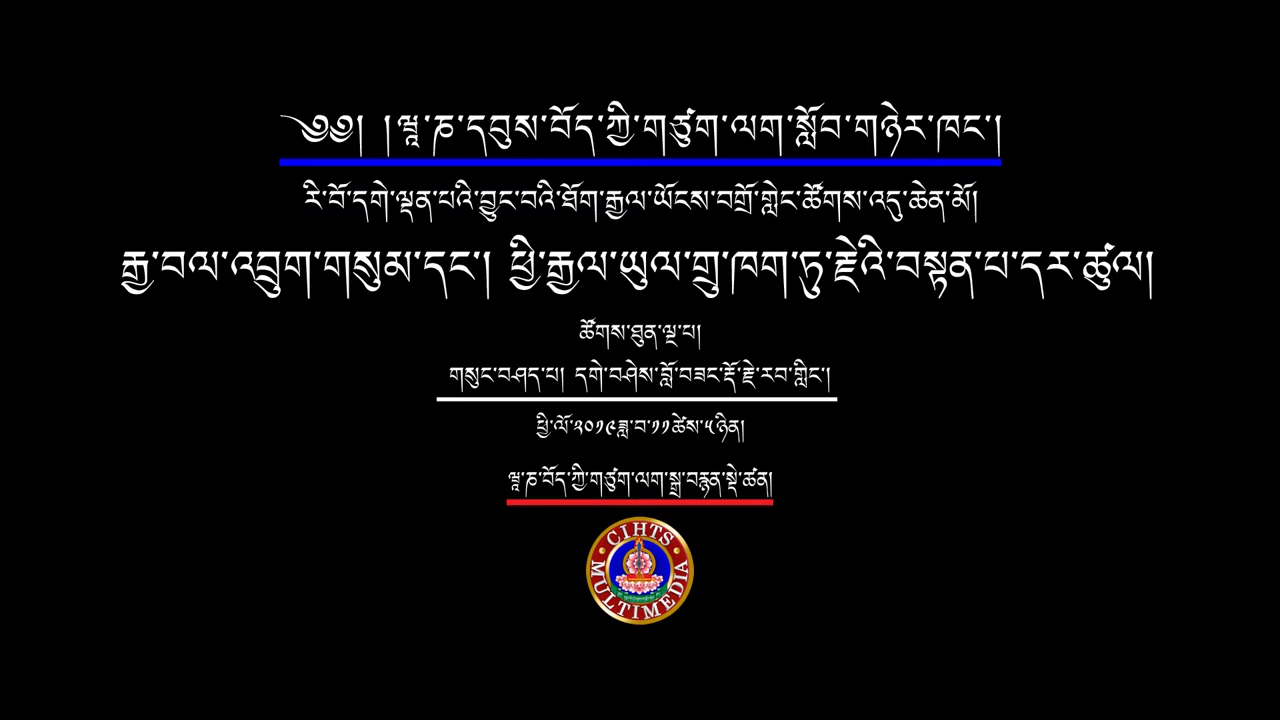 ༄༅། །ཝཱ་ཎ་དབུས་བོད་ཀྱི་གཙུག་ལག་སློབ་གཉེར་ཁང་།
རི་བོ་དགེ་ལྡན་པའི་བྱུང་བའི་ཐོག་རྒྱལ་ཡོངས་བགྲོ་གླེང་ཚོགས་འདུ་ཆེན་མོ།
རྒྱ་བལ་འབྲུག་གསུམ་དང་། ཕྱི་རྒྱལ་ཡུལ་གྲུ་ཁག་ཏུ་རྗེའི་བསྟན་པ་དར་ཚུལ།
ཚོགས་ཐུན་ལྔ་པ།
གསུང་བཤད་པ། དགེ་བཤེས་བློ་བཟང་རྡོ་རྗེ་རབ་གླིང་།
ཕྱི་ལོ་༢༠༡༩ཟླ་བ་༡༡ཚེས་༥ཉིན།
ཝཱ་ཎ་བོད་ཀྱི་གཙུག་ལག་སྒྲ་བརྙན་སྡེ་ཚན།
CIHTS
MULTIMEDIA